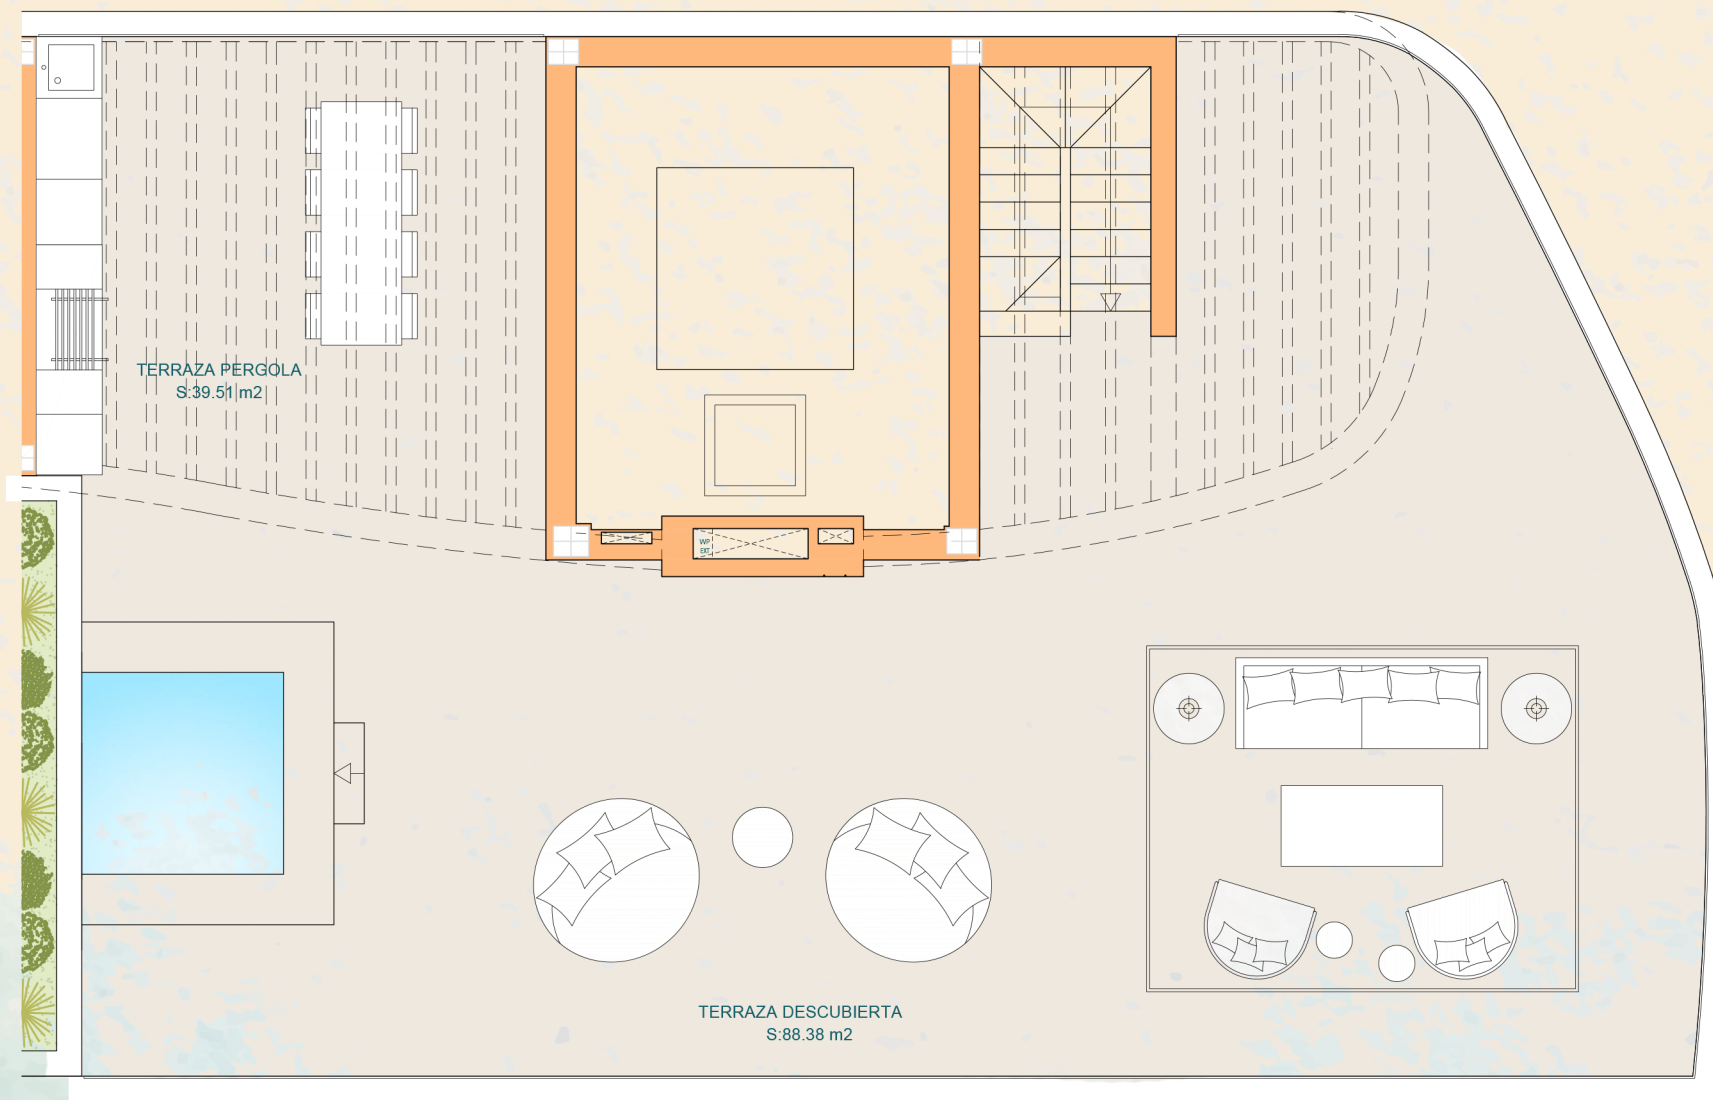 TERRAZA PERGOLA
S:39.51 m2
WP
EXT
TERRAZA DESCUBIERTA
S:88.38 m2